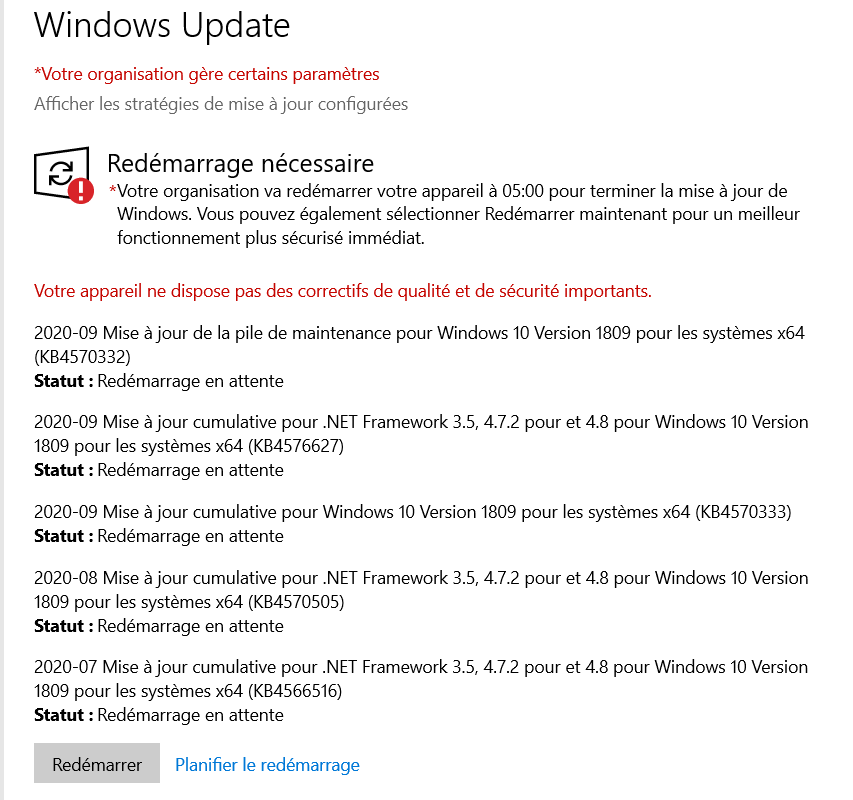 Windows Update
*Votre organisation gère certains paramètres
Afficher les stratégies de mise à jour configurées
Redémarrage nécessaire
*Votre organisation va redémarrer votre appareil à 05:00 pour terminer la mise à jour de
Windows. Vous pouvez également sélectionner Redémarrer maintenant pour un meilleur
fonctionnement plus sécurisé immédiat.
Votre appareil ne dispose pas des correctifs de qualité et de sécurité importants.
2020-09 Mise à jour de la pile de maintenance pour Windows 10 Version 1809 pour les systèmes x64
(KB4570332)
Statut : Redémarrage en attente
2020-09 Mise à jour cumulative pour .NET Framework 3.5, 4.7.2 pour et 4.8 pour Windows 10 Version
1809 pour les systèmes x64 (KB4576627)
Statut : Redémarrage en attente
2020-09 Mise à jour cumulative pour Windows 10 Version 1809 pour les systèmes x64 (KB4570333)
Statut : Redémarrage en attente
2020-08 Mise à jour cumulative pour .NET Framework 3.5, 4.7.2 pour et 4.8 pour Windows 10 Version
1809 pour les systèmes x64 (KB4570505)
Statut : Redémarrage en attente
2020-07 Mise à jour cumulative pour .NET Framework 3.5, 4.7.2 pour et 4.8 pour Windows 10 Version
1809 pour les systèmes x64 (KB4566516)
Statut : Redémarrage en attente
Redémarrer Planifier le redémarrage